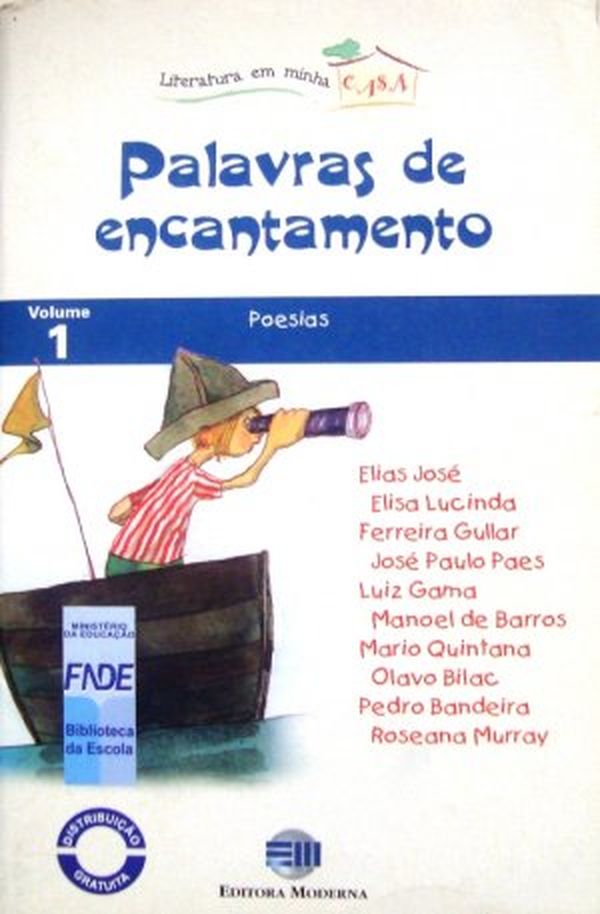 Literatura em minha CASA
Palavras de
encantamento
Volume
1
Poesias
Elias José
Elisa Lucinda
Ferreira Gullar
José Paulo Paes
Luiz Gama
Manoel de Barros
Mario Quintana
Olavo Bilac
Pedro Bandeira
Roseana Murray
MINISTÉRIO
DA EDUCAÇÃO
FNDE
Biblioteca
da Escola
DISTRIBUIÇÃO
GRATUITA
EM
EDITORA MODERNA